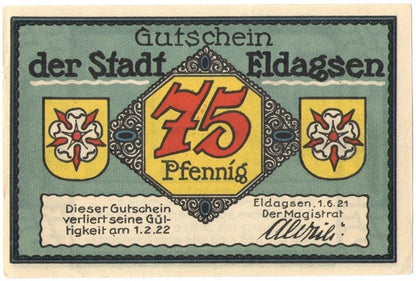 Gutschein
der Stadt Eldagsen
75
Pfennig
Dieser Gutschein
verliert seine Gül-
tigkeit am 1.2.22
Eldagsen, 1.6.21
Der Magistrat